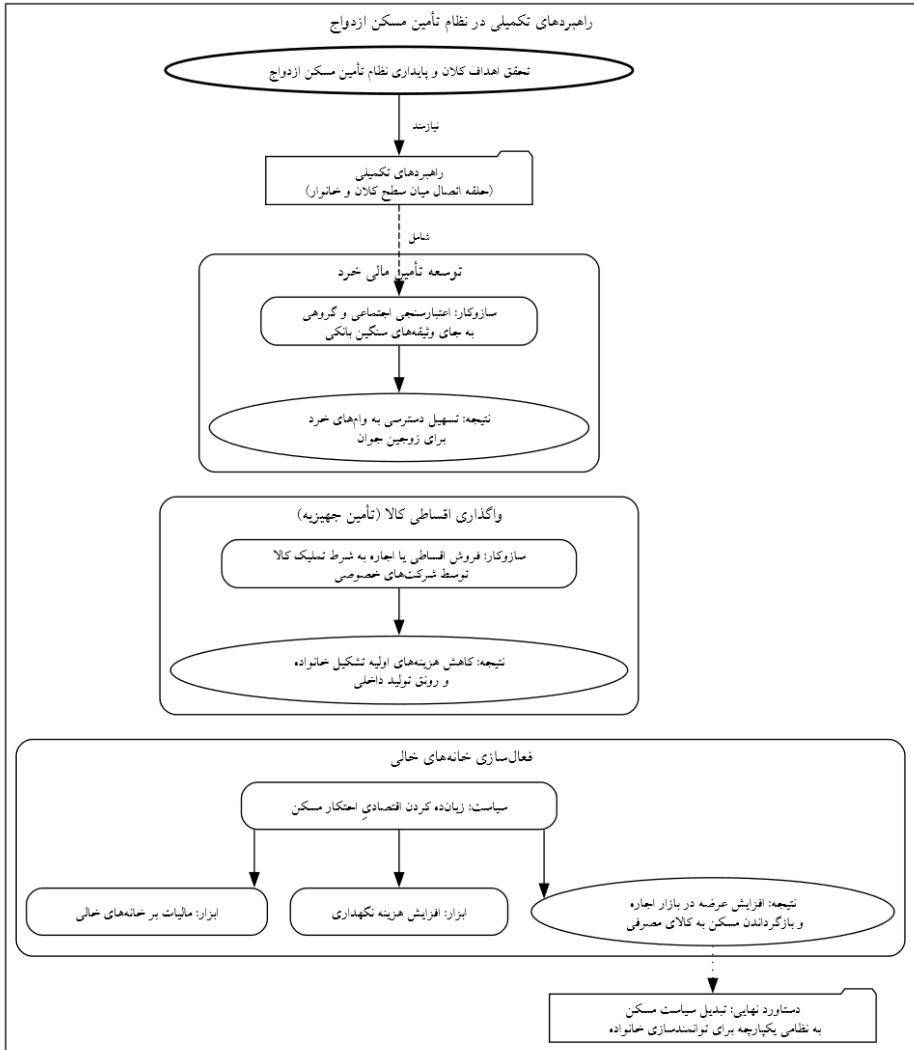 راهبردهای تکمیلی در نظام تأمین مسکن ازدواج
تحقق اهداف کلان و پایداری نظام تأمین مسکن ازدواج
نیازمند
راهبردهای تکمیلی
(حلقه اتصال میان سطح کلان و خانوار)
شامل
توسعه تأمین مالی خرد
سازوکار: اعتبارسنجی اجتماعی و گروهی
به جای وثیقه‌های سنگین بانکی
نتیجه: تسهیل دسترسی به وام‌های خرد
برای زوجین جوان
واگذاری اقساطی کالا (تأمین جهیزیه)
سازوکار: فروش اقساطی یا اجاره به شرط تملیک کالا
توسط شرکت‌های خصوصی
نتیجه: کاهش هزینه‌های اولیه تشکیل خانواده
و رونق تولید داخلی
فعال‌سازی خانه‌های خالی
سیاست: زیان‌ده کردن اقتصادیِ احتکار مسکن
نتیجه: افزایش عرضه در بازار اجاره
و بازگرداندن مسکن به کالای مصرفی
ابزار: افزایش هزینه نگهداری
ابزار: مالیات بر خانه‌های خالی
دستاورد نهایی: تبدیل سیاست مسکن
به نظامی یکپارچه برای توانمندسازی خانواده